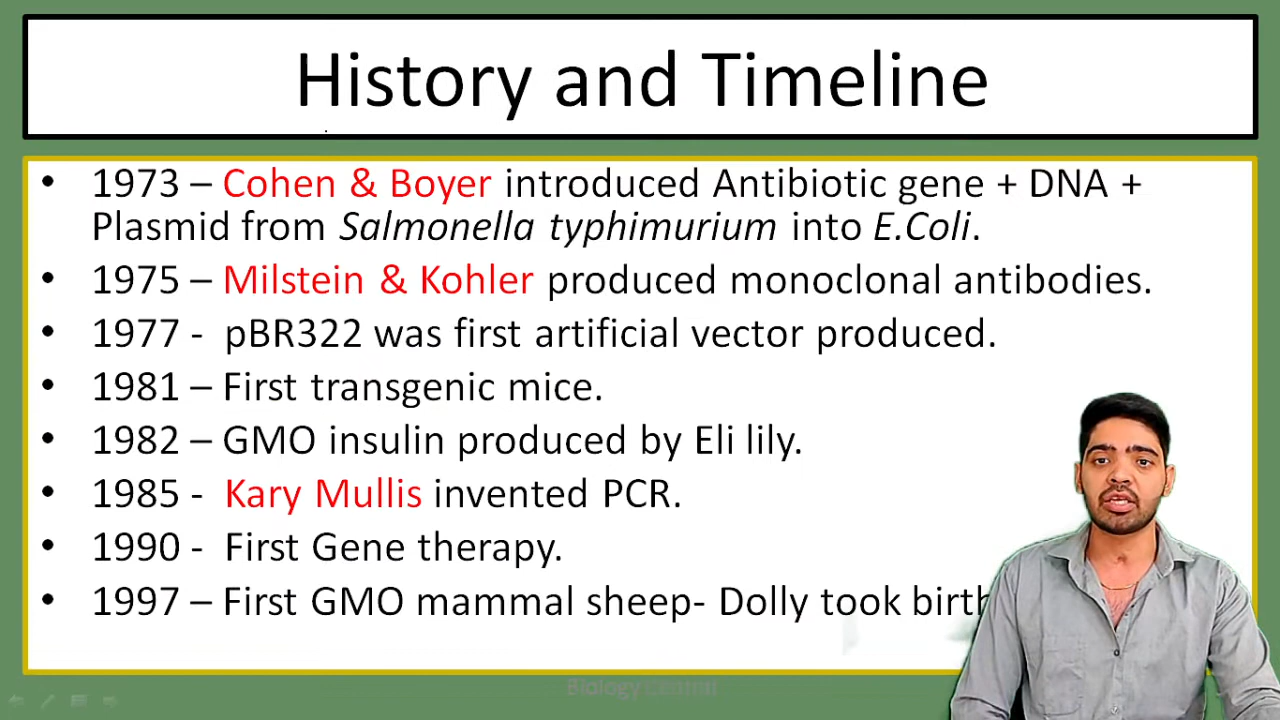 History and Timeline
• 1973 – Cohen & Boyer introduced Antibiotic gene + DNA +
Plasmid from Salmonella typhimurium into E.Coli.
• 1975 – Milstein & Kohler produced monoclonal antibodies.
• 1977 - pBR322 was first artificial vector produced.
• 1981 – First transgenic mice.
• 1982 – GMO insulin produced by Eli lily.
• 1985 - Kary Mullis invented PCR.
• 1990 - First Gene therapy.
• 1997 – First GMO mammal sheep- Dolly took birth
Biology